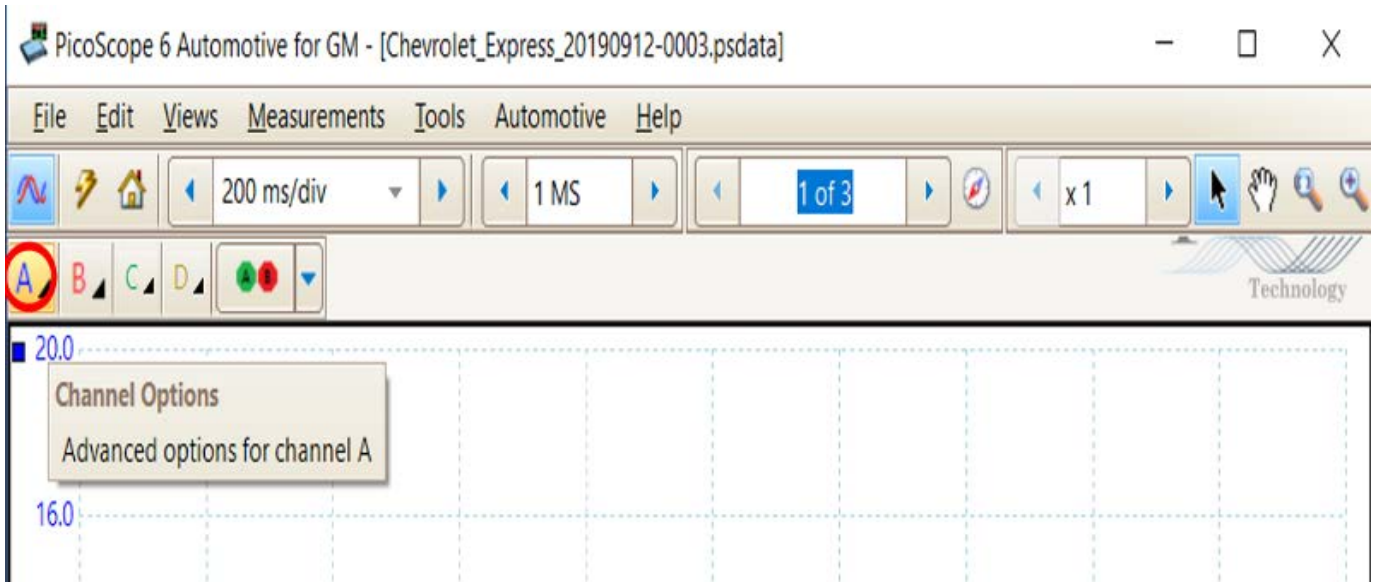 PicoScope 6 Automotive for GM - [Chevrolet_Express_20190912-0003.psdata]
File Edit Views Measurements Tools Automotive Help
200 ms/div 1 MS 1 of 3 x 1
A B C D A B
Technology
20.0
Channel Options
Advanced options for channel A
16.0